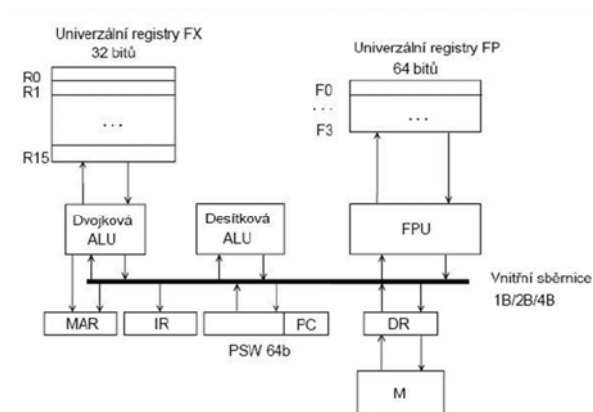 Univerzální registry FX
32 bitů
Univerzální registry FP
64 bitů
R0
R1
. . .
R15
F0
. . .
F3
. . .
Dvojková
ALU
Desítková
ALU
FPU
Vnitřní sběrnice
1B/2B/4B
MAR
IR
PC
DR
PSW 64b
M